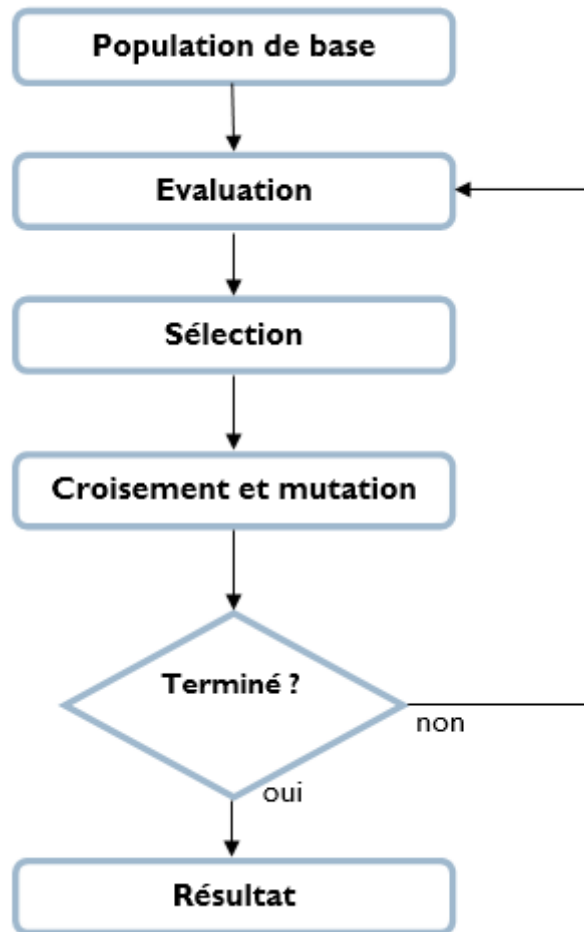 Population de base
Evaluation
Sélection
Croisement et mutation
Terminé ?
non
oui
Résultat